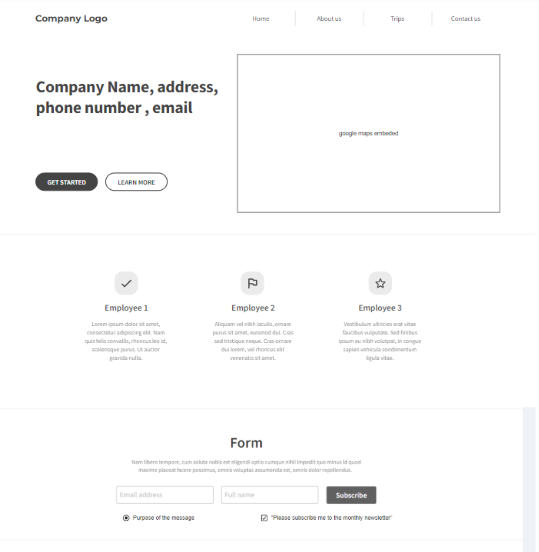 Company Logo
Home
About us
Trips
Contact us
Company Name, address,
phone number , email
google maps embeded
GET STARTED
LEARN MORE
Employee 1
Employee 2
Employee 3
Lorem ipsum dolor sit amet,
consectetur adipiscing elit. Nam
quis felis convallis, rhoncus leo id,
scelerisque purus. Ut auctor
gravida nulla.
Aliquam vel nibh iaculis, ornare
purus sit amet, euismod dui. Cras
sed tristique neque. Cras ornare
dui lorem, vel rhoncus elit
venenatis sit amet.
Vestibulum ultricies erat vitae
faucibus vulputate. Sed finibus
ipsum eu nibh volutpat, in congue
sapien vehicula condimentum
ligula vitae.
Form
Nam libero tempore, cum soluta nobis est eligendi optio cumque nihil impedit quo minus id quod
maxime placeat facere possimus, omnis voluptas assumenda est, omnis dolor repellendus.
Email address
Full name
Subscribe
Purpose of the message
"Please subscribe me to the monthly newsletter"